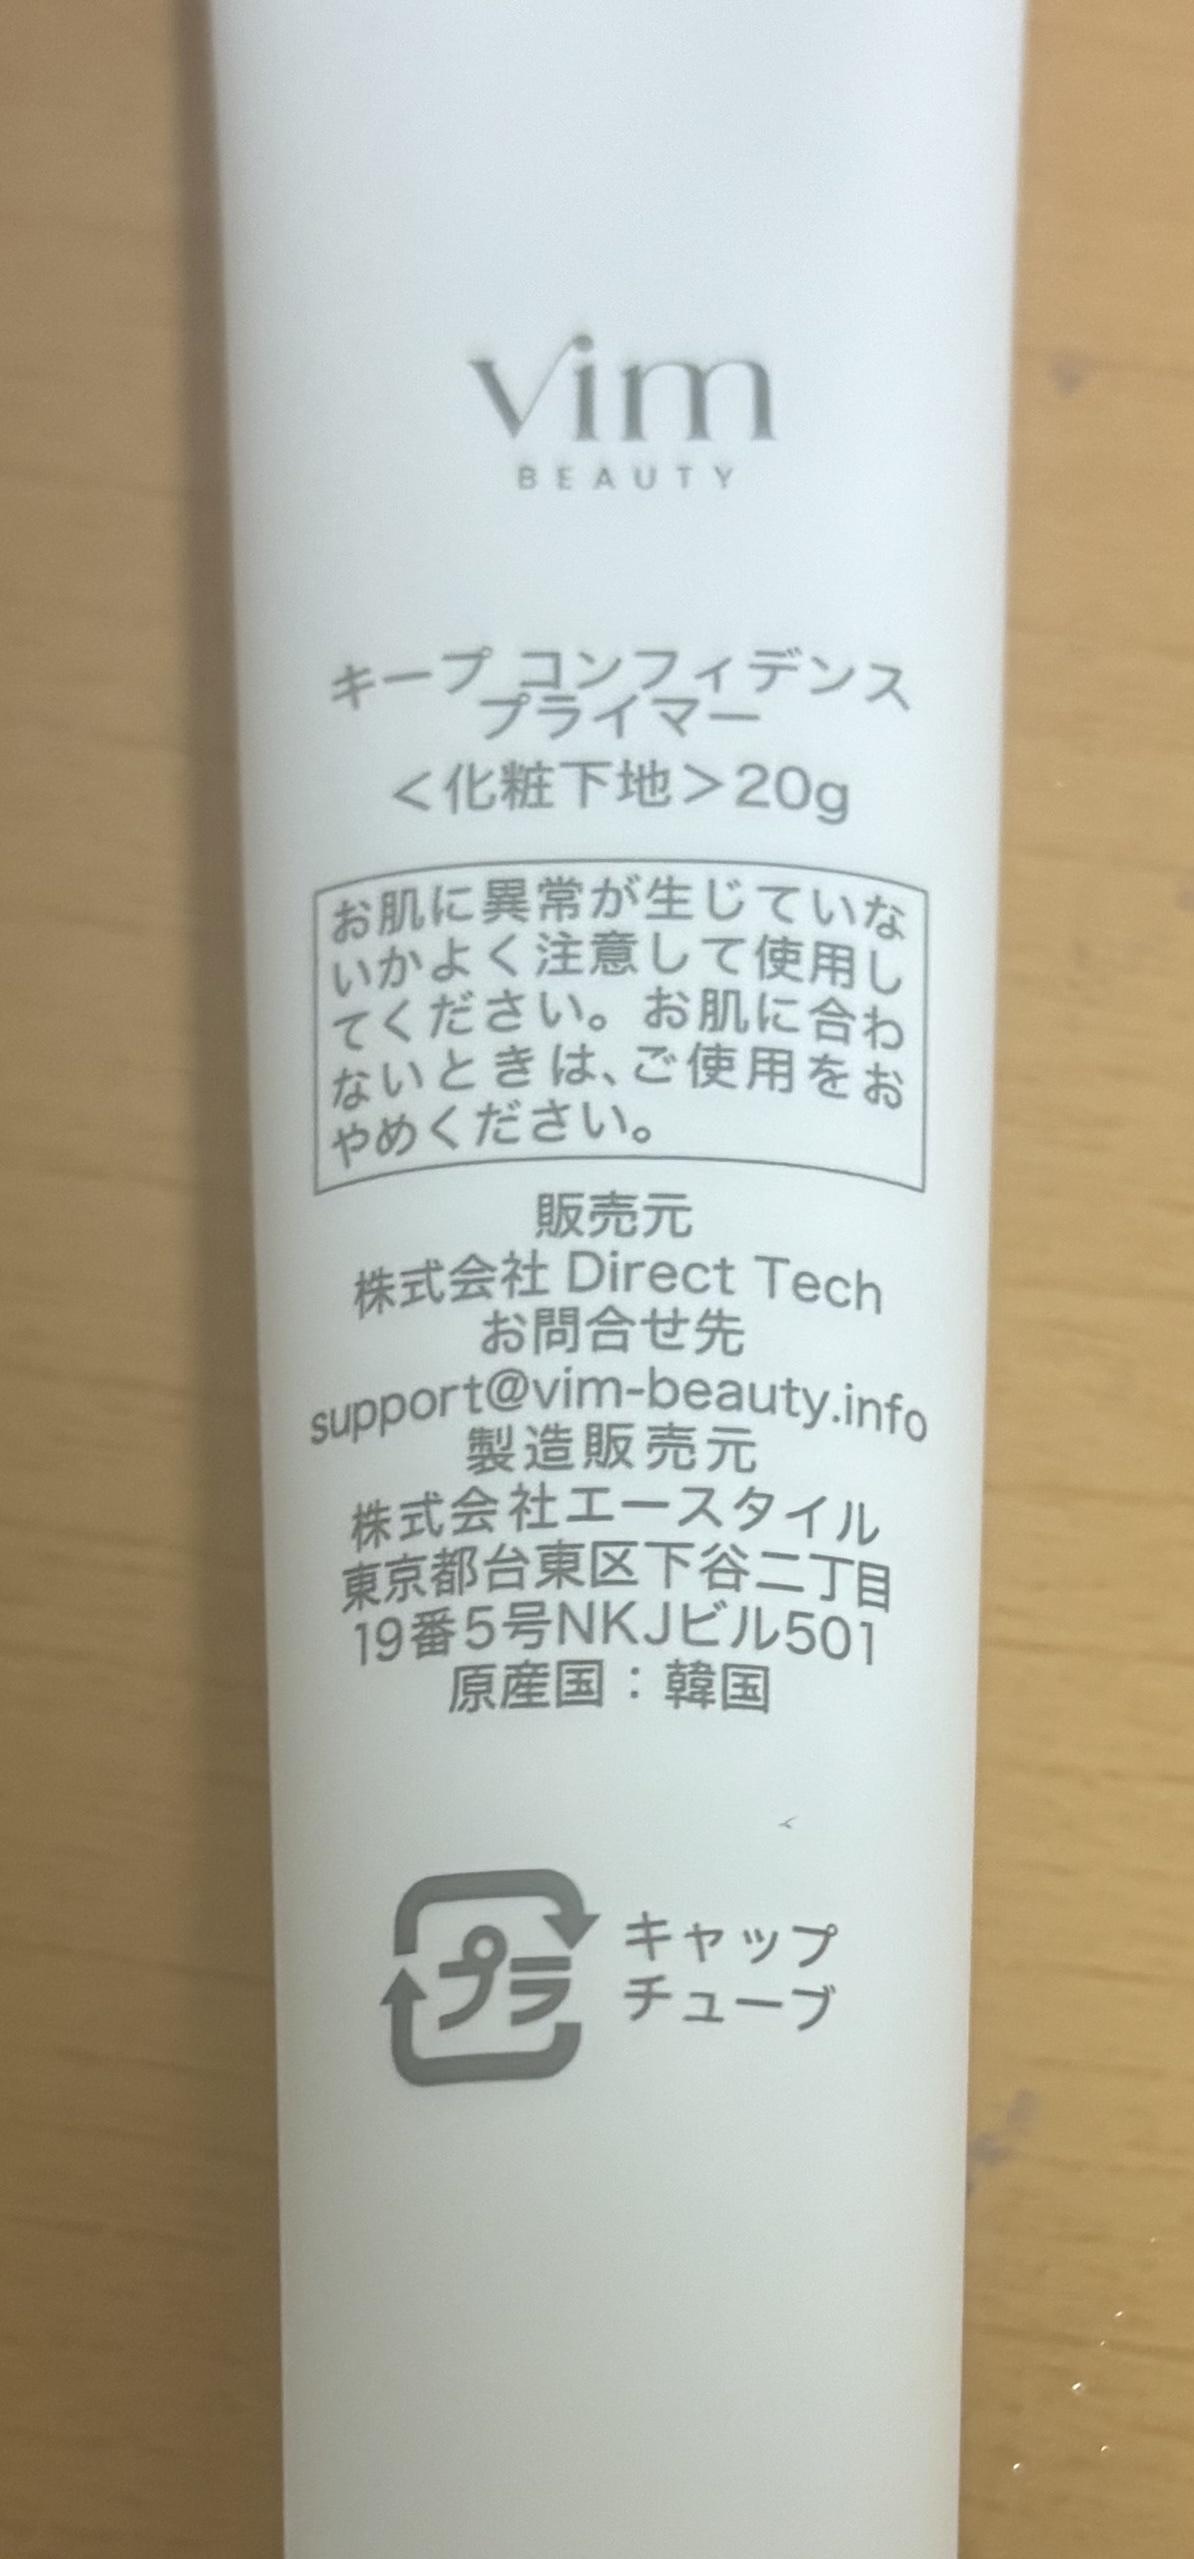 vim
BEAUTY
キープ コンフィデンス
プライマー
＜化粧下地＞20g
お肌に異常が生じていな
いかよく注意して使用し
てください。お肌に合わ
ないときは、ご使用をお
やめください。
販売元
株式会社 Direct Tech
お問合せ先
support@vim-beauty.info
製造販売元
株式会社エースタイル
東京都台東区下谷二丁目
19番5号NKJビル501
原産国：韓国
プラ
キャップ
チューブ